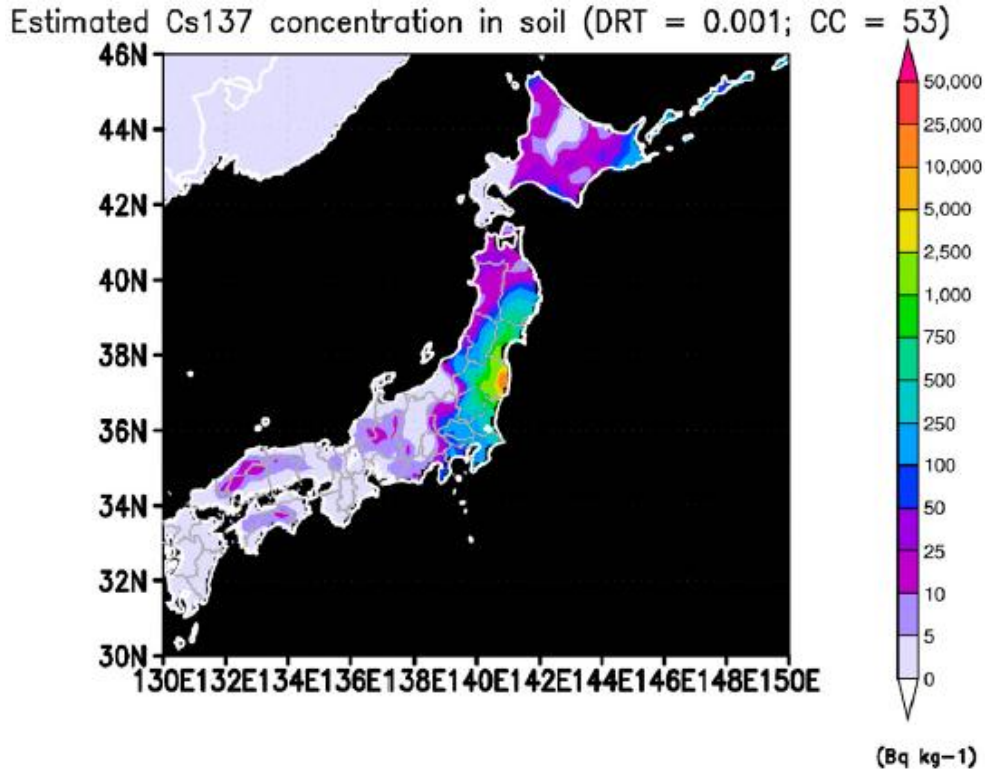 Estimated Cs137 concentration in soil (DRT = 0.001; CC = 53)
46N
44N
42N
40N
38N
36N
34N
32N
30N
130E132E134E136E138E140E142E144E146E148E150E
50,000
25,000
10,000
5,000
2,500
1,000
750
500
250
100
50
25
10
5
0
(Bq kg-1)